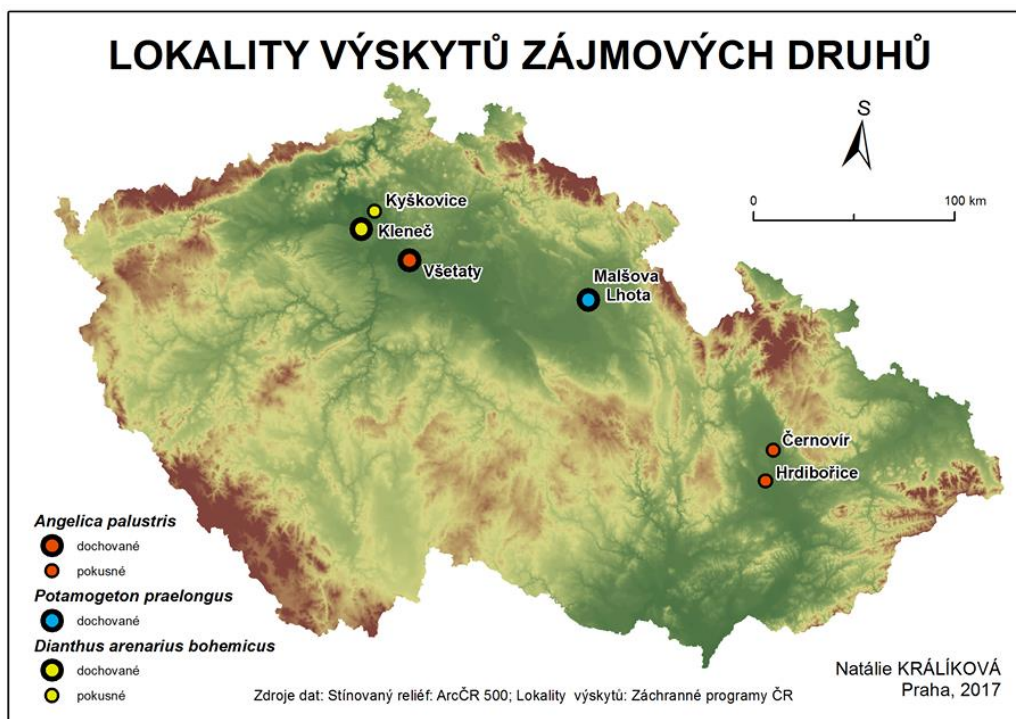 LOKALITY VÝSKYTŮ ZÁJMOVÝCH DRUHŮ
S
0 100 km
Kyškovice
Kleneč
Všetaty
Malšova
Lhota
Černovír
Hrdibořice
Angelica palustris
dochované
pokusné
Potamogeton praelongus
dochované
Dianthus arenarius bohemicus
dochované
pokusné
Zdroje dat: Stínovaný reliéf: ArcČR 500; Lokality výskytů: Záchranné programy ČR
Natálie KRÁLÍKOVÁ
Praha, 2017